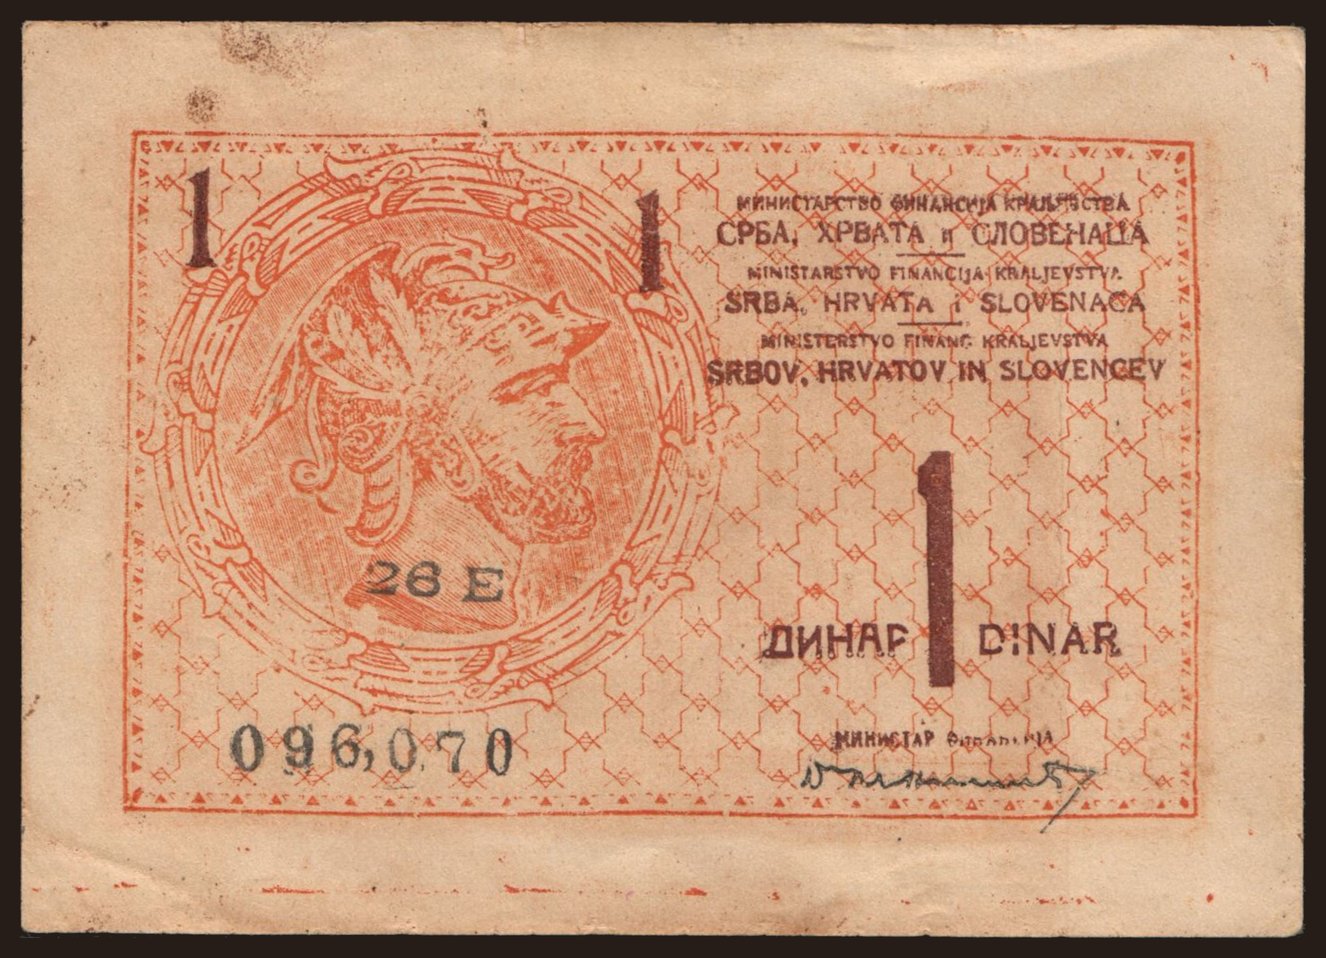 1
1
МИНИСТАРСТВО ФИНАНСИЈА КРАЉЕВСТВА
СРБА, ХРВАТА и СЛОВЕНАЦА
MINISTARSTVO FINANCIJA KRALJEVSTVA
SRBA, HRVATA i SLOVENACA
MINISTERSTVO FINANC KRALJEVSTVA
SRBOV, HRVATOV IN SLOVENCEV
26 E
ДИНАР 1 DINAR
096,070
МИНИСТАР ФИНАНСИЈА